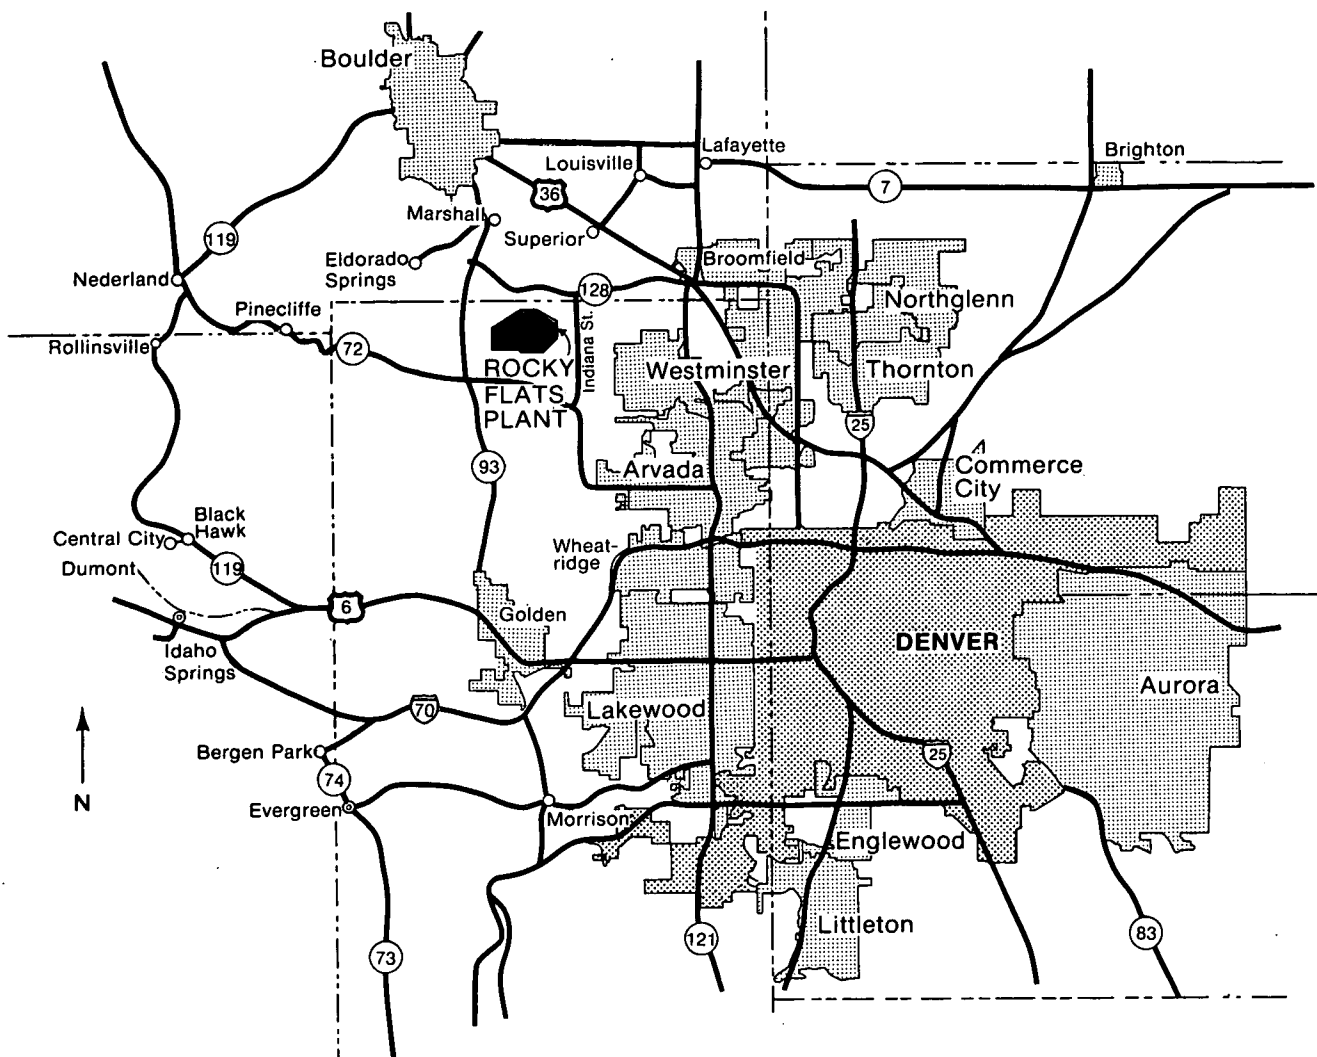 Boulder
Lafayette
Brighton
Louisville
36
7
Marshall
Superior
119
Eldorado
Springs
Broomfield
Nederland
128
Northglenn
Pinecliffe
Indiana St.
Rollinsville
72
ROCKY
FLATS
PLANT
Westminster
Thornton
25
93
Arvada
Commerce
City
Black
Hawk
Central City
Wheat-
ridge
Dumont
119
6
Golden
DENVER
Idaho
Springs
Aurora
70
Lakewood
Bergen Park
25
74
N
Evergreen
Morrison
Englewood
Littleton
121
83
73